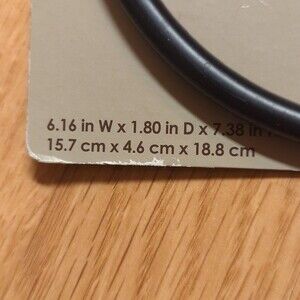 6.16 in W x 1.80 in D x 7.38 in
15.7 cm x 4.6 cm x 18.8 cm